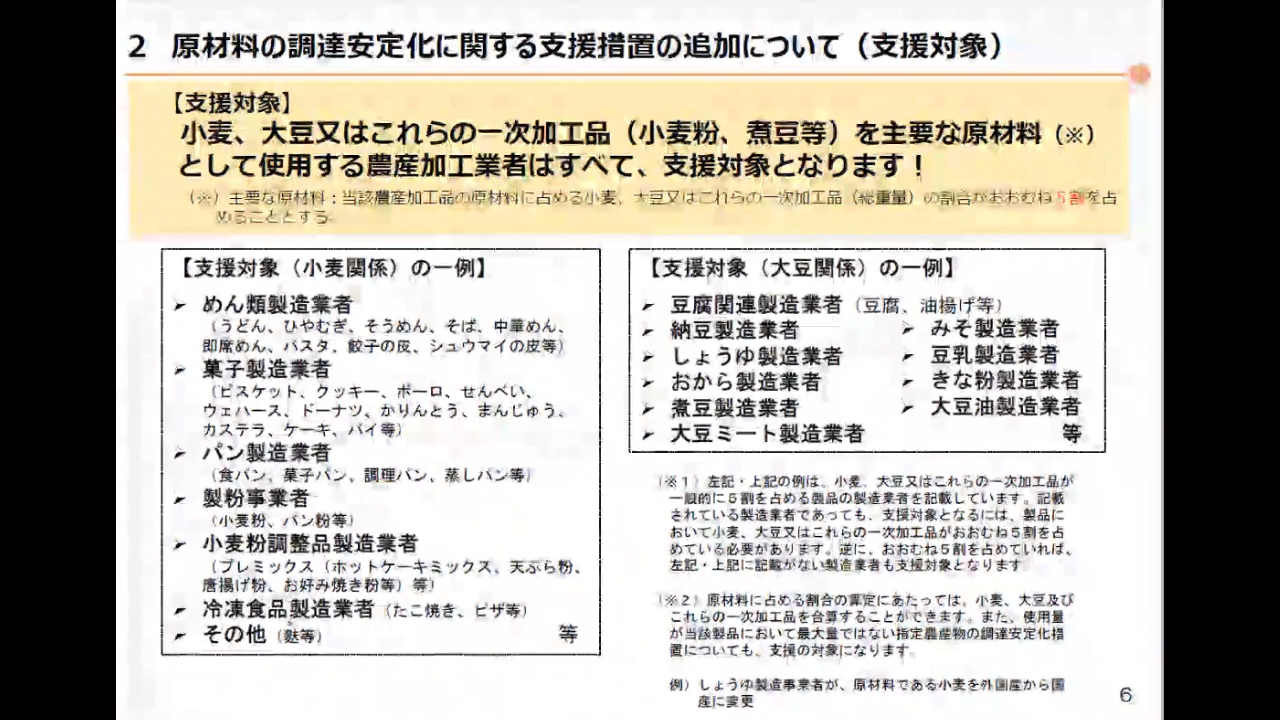 2　原材料の調達安定化に関する支援措置の追加について（支援対象）
【支援対象】
小麦、大豆又はこれらの一次加工品（小麦粉、煮豆等）を主要な原材料（※）
として使用する農産加工業者はすべて、支援対象となります！
（※）主要な原材料：当該農産加工品の原材料に占める小麦、大豆又はこれらの一次加工品（総重量）の割合がおおむね５割を占
めることとする
【支援対象（小麦関係）の一例】
➢ めん類製造業者
（うどん、ひやむぎ、そうめん、そば、中華めん、
即席めん、パスタ、餃子の皮、シュウマイの皮等）
➢ 菓子製造業者
（ビスケット、クッキー、ボーロ、せんべい、
ウェハース、ドーナツ、かりんとう、まんじゅう、
カステラ、ケーキ、パイ等）
➢ パン製造業者
（食パン、菓子パン、調理パン、蒸しパン等）
➢ 製粉事業者
（小麦粉、パン粉等）
➢ 小麦粉調整品製造業者
（プレミックス（ホットケーキミックス、天ぷら粉、
唐揚げ粉、お好み焼き粉等）等）
➢ 冷凍食品製造業者（たこ焼き、ピザ等）
➢ その他（麩等）　等
【支援対象（大豆関係）の一例】
➢ 豆腐関連製造業者（豆腐、油揚げ等）
➢ 納豆製造業者　➢ みそ製造業者
➢ しょうゆ製造業者　➢ 豆乳製造業者
➢ おから製造業者　➢ きな粉製造業者
➢ 煮豆製造業者　➢ 大豆油製造業者
➢ 大豆ミート製造業者　等
（※１）左記・上記の例は、小麦、大豆又はこれらの一次加工品が
一般的に５割を占める製品の製造業者を記載しています。記載
されている製造業者であっても、支援対象となるには、製品に
おいて小麦、大豆又はこれらの一次加工品がおおむね５割を占
めている必要があります。逆に、おおむね５割を占めていれば、
左記・上記に記載がない製造業者も支援対象となります
（※２）原材料に占める割合の算定にあたっては、小麦、大豆及び
これらの一次加工品を合算することができます。また、使用量
が当該製品において最大量ではない指定農産物の調達安定化措
置についても、支援の対象になります。
例）しょうゆ製造事業者が、原材料である小麦を外国産から国
産に変更
6